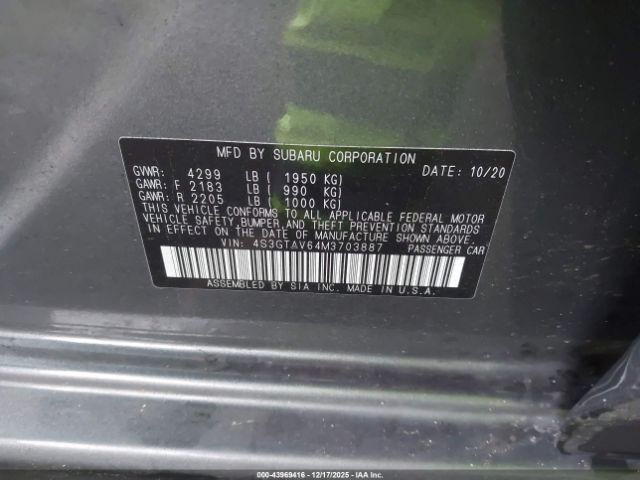 MFD BY SUBARU CORPORATION DATE: 10/20
GVWR: 4299 LB ( 1950 KG)
GAWR: F 2183 LB ( 990 KG)
GAWR: R 2205 LB ( 1000 KG)
THIS VEHICLE CONFORMS TO ALL APPLICABLE FEDERAL MOTOR
VEHICLE SAFETY, BUMPER, AND THEFT PREVENTION STANDARDS
IN EFFECT ON THE DATE OF MANUFACTURE SHOWN ABOVE.
VIN: 4S3GTAV64M3703887 PASSENGER CAR
ASSEMBLED BY SIA INC. MADE IN U.S.A.
00-43969416 - 12/17/2025 - IAAI.COM